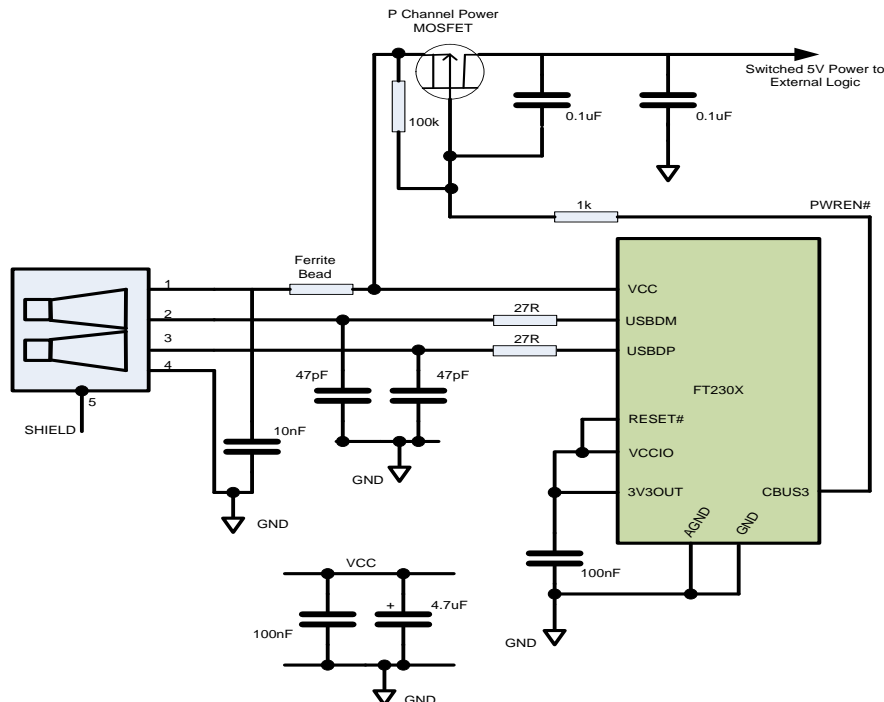 P Channel Power
MOSFET
Switched 5V Power to
External Logic
0.1uF
0.1uF
100k
1k
PWREN#
Ferrite
Bead
1
2
3
4
5
SHIELD
27R
27R
VCC
USBDM
USBDP
FT230X
RESET#
VCCIO
3V3OUT
CBUS3
AGND
GND
47pF
47pF
10nF
GND
GND
100nF
GND
VCC
100nF
+
4.7uF
GND